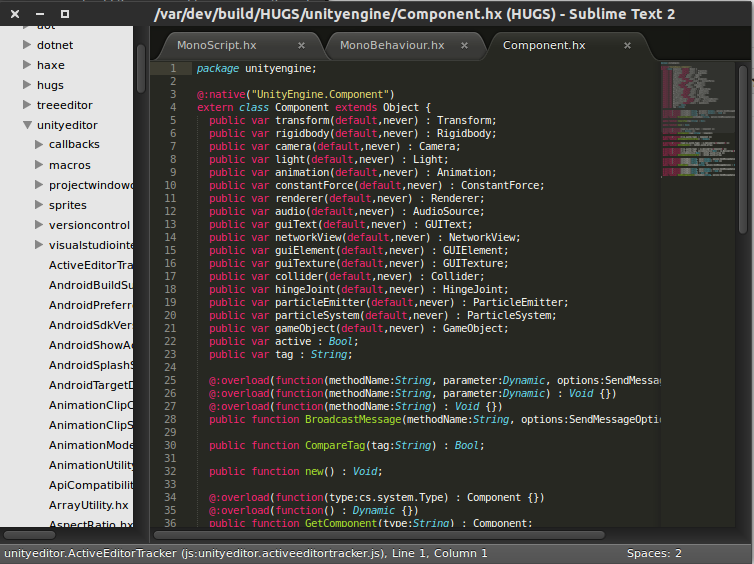 /var/dev/build/HUGS/unityengine/Component.hx (HUGS) - Sublime Text 2
dotnet
haxe
hugs
treeeditor
unityeditor
callbacks
macros
projectwindowc
sprites
versioncontrol
visualstudiointe
ActiveEditorTra
AndroidBuildSu
AndroidPreferr
AndroidSdkVers
AndroidShowAc
AndroidSplashS
AndroidTargetD
AnimationClipC
AnimationClipS
AnimationMode
AnimationUtility
ApiCompatibilit
ArrayUtility.hx
AspectRatio.hx
MonoScript.hx × MonoBehaviour.hx × Component.hx ×
1 package unityengine;
2
3 @:native("UnityEngine.Component")
4 extern class Component extends Object {
5 public var transform(default,never) : Transform;
6 public var rigidbody(default,never) : Rigidbody;
7 public var camera(default,never) : Camera;
8 public var light(default,never) : Light;
9 public var animation(default,never) : Animation;
10 public var constantForce(default,never) : ConstantForce;
11 public var renderer(default,never) : Renderer;
12 public var audio(default,never) : AudioSource;
13 public var guiText(default,never) : GUIText;
14 public var networkView(default,never) : NetworkView;
15 public var guiElement(default,never) : GUIElement;
16 public var guiTexture(default,never) : GUITexture;
17 public var collider(default,never) : Collider;
18 public var hingeJoint(default,never) : HingeJoint;
19 public var particleEmitter(default,never) : ParticleEmitter;
20 public var particleSystem(default,never) : ParticleSystem;
21 public var gameObject(default,never) : GameObject;
22 public var active : Bool;
23 public var tag : String;
24
25 @:overload(function(methodName:String, parameter:Dynamic, options:SendMessag
26 @:overload(function(methodName:String, parameter:Dynamic) : Void {})
27 @:overload(function(methodName:String) : Void {})
28 public function BroadcastMessage(methodName:String, options:SendMessageOpti
29
30 public function CompareTag(tag:String) : Bool;
31
32 public function new() : Void;
33
34 @:overload(function(type:cs.system.Type) : Component {})
35 @:overload(function() : Dynamic {})
36 public function GetComponent(type:String) : Component;
unityeditor.ActiveEditorTracker (js:unityeditor.activeeditortracker.js), Line 1, Column 1 Spaces: 2